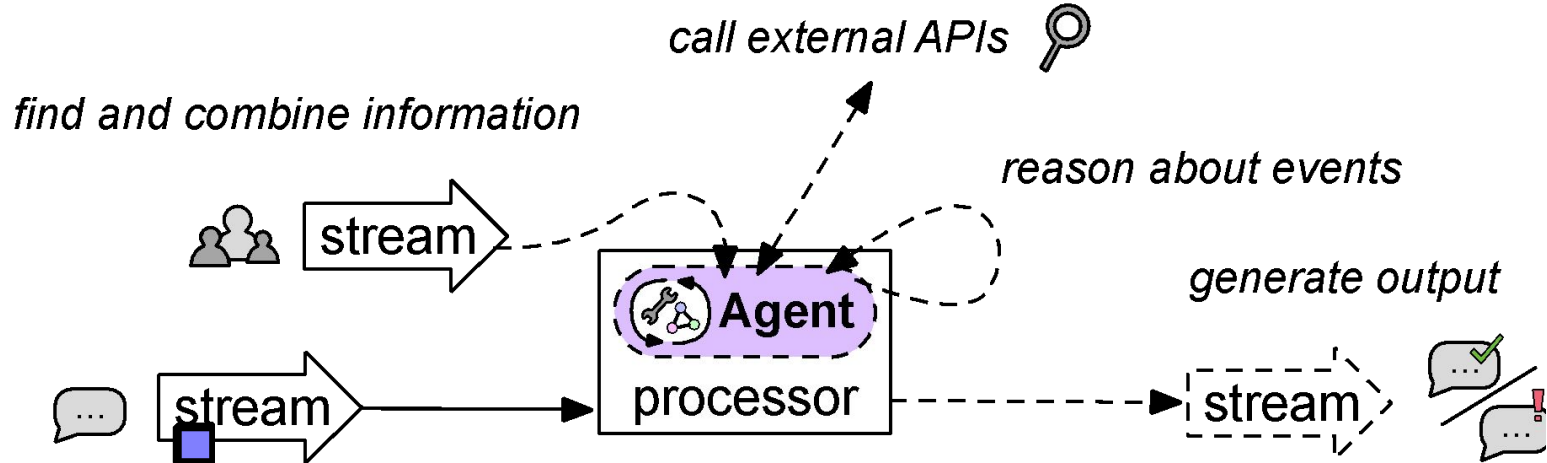 call external APIs
find and combine information
reason about events
stream
generate output
Agent
stream
processor
stream